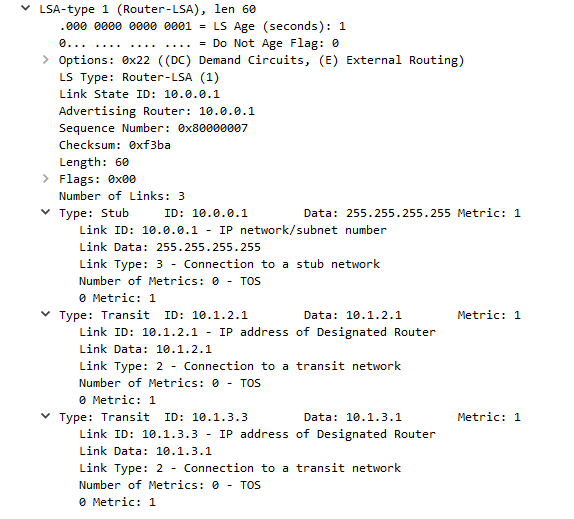 LSA-type 1 (Router-LSA), len 60
.000 0000 0000 0001 = LS Age (seconds): 1
0... .... .... .... = Do Not Age Flag: 0
Options: 0x22 ((DC) Demand Circuits, (E) External Routing)
LS Type: Router-LSA (1)
Link State ID: 10.0.0.1
Advertising Router: 10.0.0.1
Sequence Number: 0x80000007
Checksum: 0xf3ba
Length: 60
Flags: 0x00
Number of Links: 3
Type: Stub     ID: 10.0.0.1        Data: 255.255.255.255 Metric: 1
Link ID: 10.0.0.1 - IP network/subnet number
Link Data: 255.255.255.255
Link Type: 3 - Connection to a stub network
Number of Metrics: 0 - TOS
0 Metric: 1
Type: Transit  ID: 10.1.2.1        Data: 10.1.2.1        Metric: 1
Link ID: 10.1.2.1 - IP address of Designated Router
Link Data: 10.1.2.1
Link Type: 2 - Connection to a transit network
Number of Metrics: 0 - TOS
0 Metric: 1
Type: Transit  ID: 10.1.3.3        Data: 10.1.3.1        Metric: 1
Link ID: 10.1.3.3 - IP address of Designated Router
Link Data: 10.1.3.1
Link Type: 2 - Connection to a transit network
Number of Metrics: 0 - TOS
0 Metric: 1